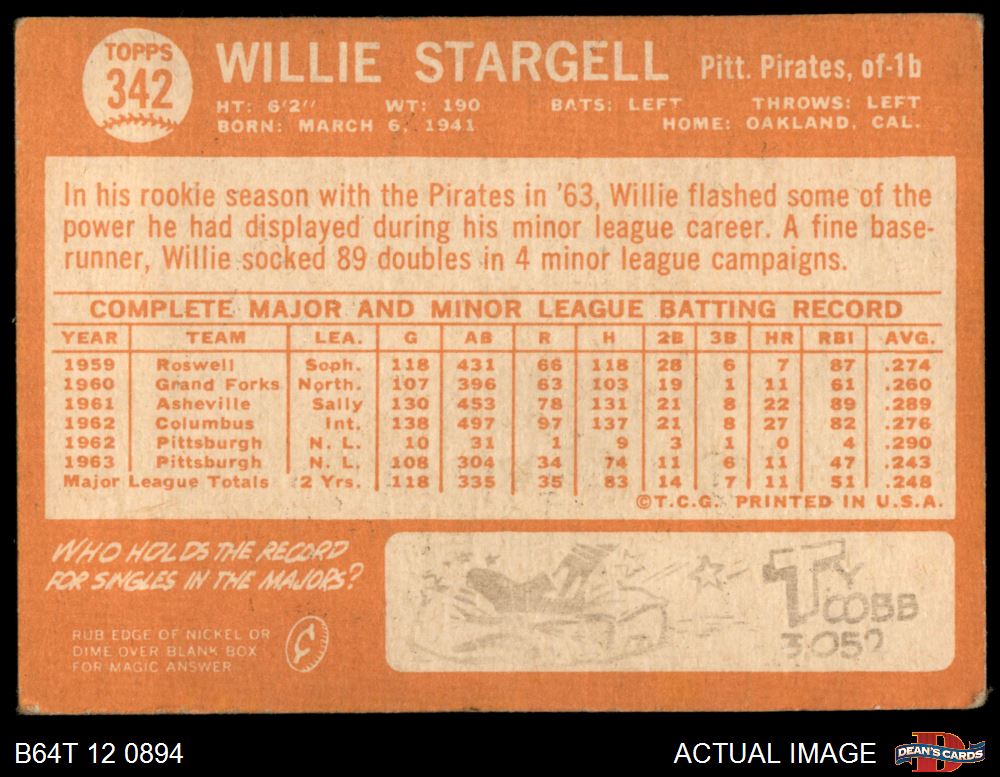 TOPPS
342
WILLIE STARGELL Pitt. Pirates, of-1b
HT: 6'2" WT: 190 BATS: LEFT THROWS: LEFT
BORN: MARCH 6, 1941 HOME: OAKLAND, CAL.
In his rookie season with the Pirates in '63, Willie flashed some of the
power he had displayed during his minor league career. A fine base-
runner, Willie socked 89 doubles in 4 minor league campaigns.
COMPLETE MAJOR AND MINOR LEAGUE BATTING RECORD
YEAR TEAM LEA. G AB R H 2B 3B HR RBI AVG.
1959 Roswell Soph. 118 431 66 118 28 6 7 87 .274
1960 Grand Forks North. 107 396 63 103 19 1 11 61 .260
1961 Asheville Sally 130 453 78 131 21 8 22 89 .289
1962 Columbus Int. 138 497 97 137 21 8 27 82 .276
1962 Pittsburgh N. L. 10 31 1 9 3 1 0 4 .290
1963 Pittsburgh N. L. 108 304 34 74 11 6 11 47 .243
Major League Totals 2 Yrs. 118 335 35 83 14 7 11 51 .248
©T.C.G. PRINTED IN U.S.A.
WHO HOLDS THE RECORD
FOR SINGLES IN THE MAJORS?
RUB EDGE OF NICKEL OR
DIME OVER BLANK BOX
FOR MAGIC ANSWER
TY
COBB
3,052
B64T 12 0894 ACTUAL IMAGE DEAN'S CARDS